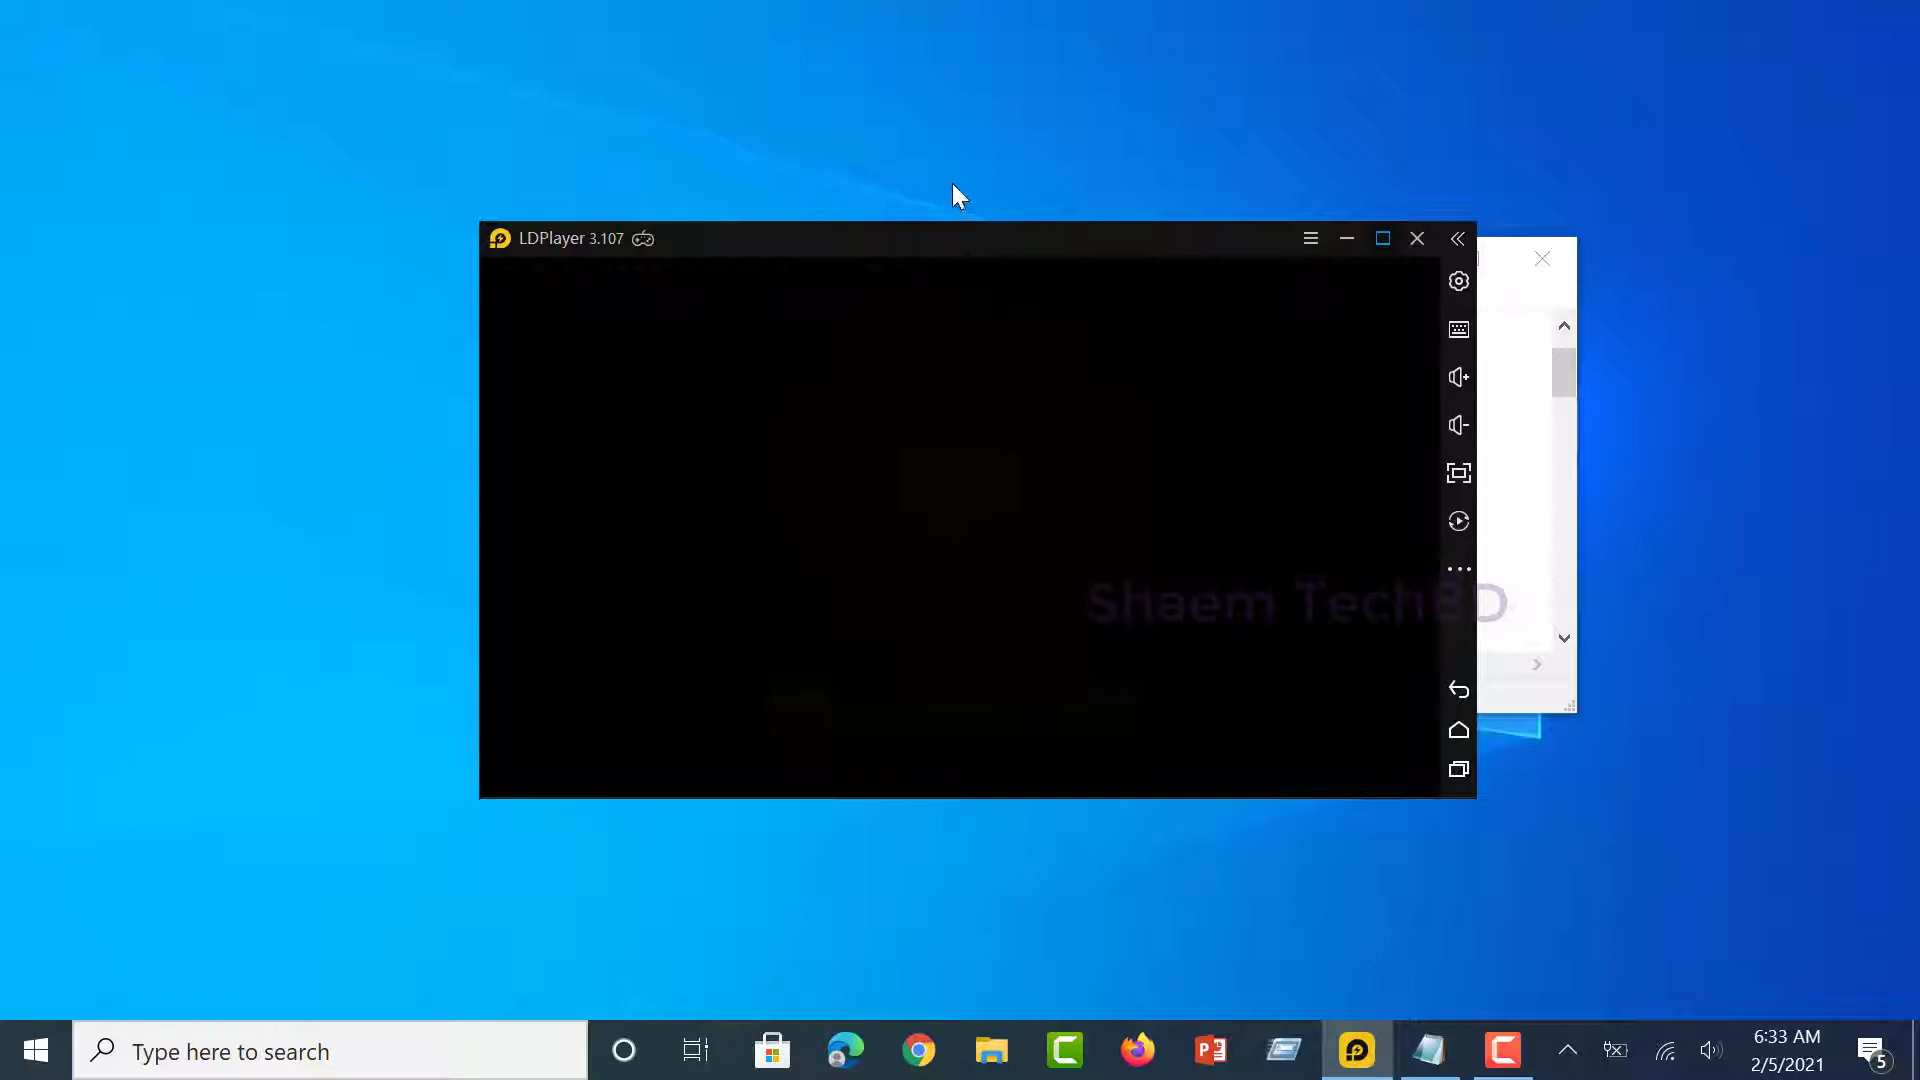 LDPlayer 3.107
Shaem TechBD
Type here to search
6:33 AM
2/5/2021
5